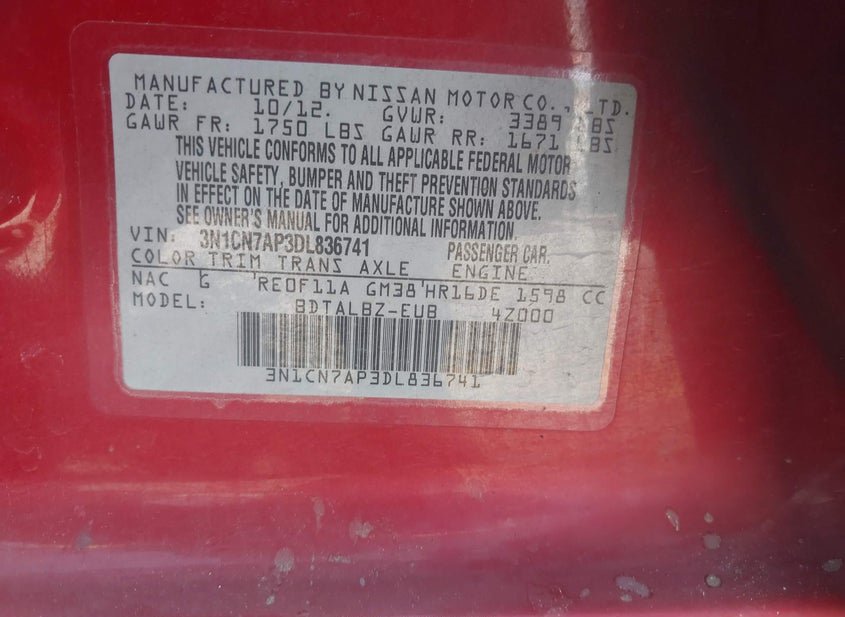 MANUFACTURED BY NISSAN MOTOR CO., LTD.
DATE: 10/12. GVWR: 3389 LBS
GAWR FR: 1750 LBS GAWR RR: 1671 LBS
THIS VEHICLE CONFORMS TO ALL APPLICABLE FEDERAL MOTOR
VEHICLE SAFETY, BUMPER AND THEFT PREVENTION STANDARDS
IN EFFECT ON THE DATE OF MANUFACTURE SHOWN ABOVE.
SEE OWNER'S MANUAL FOR ADDITIONAL INFORMATION.
VIN: 3N1CN7AP3DL836741 PASSENGER CAR.
COLOR TRIM TRANS AXLE ENGINE
NAC G 'RE0F11A GM38'HR16DE 1598 CC
MODEL: BDTALBZ-EUB 4Z000
3N1CN7AP3DL836741